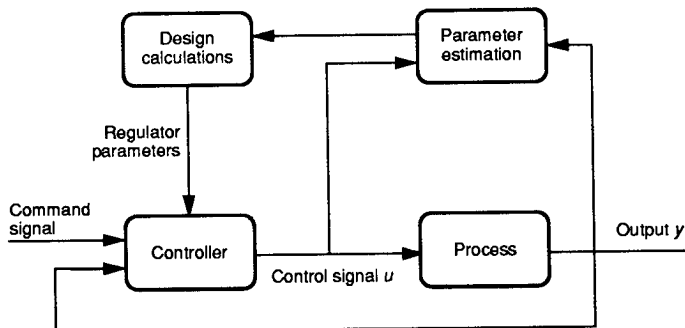 Design
calculations
Parameter
estimation
Regulator
parameters
Command
signal
Controller
Control signal u
Process
Output y